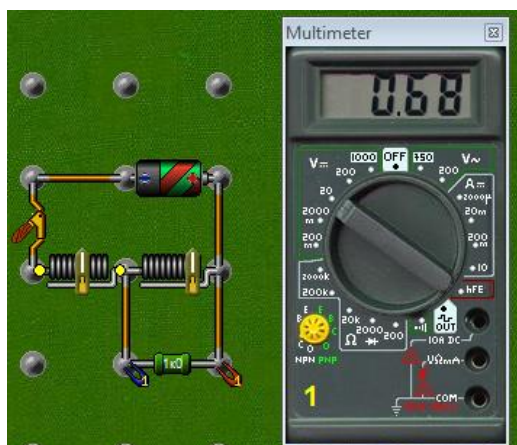 Multimeter
0.68
V⎓ 1000 OFF 750 V~
200 200
20
2000
m
200
m
2000k
200k
20k 2000 200
Ω
A⎓
2000μ
20m
200
m
10
hFE
OUT
10A DC
VΩmA
COM
E
B
C
NPN PNP
1
1k0
1 1